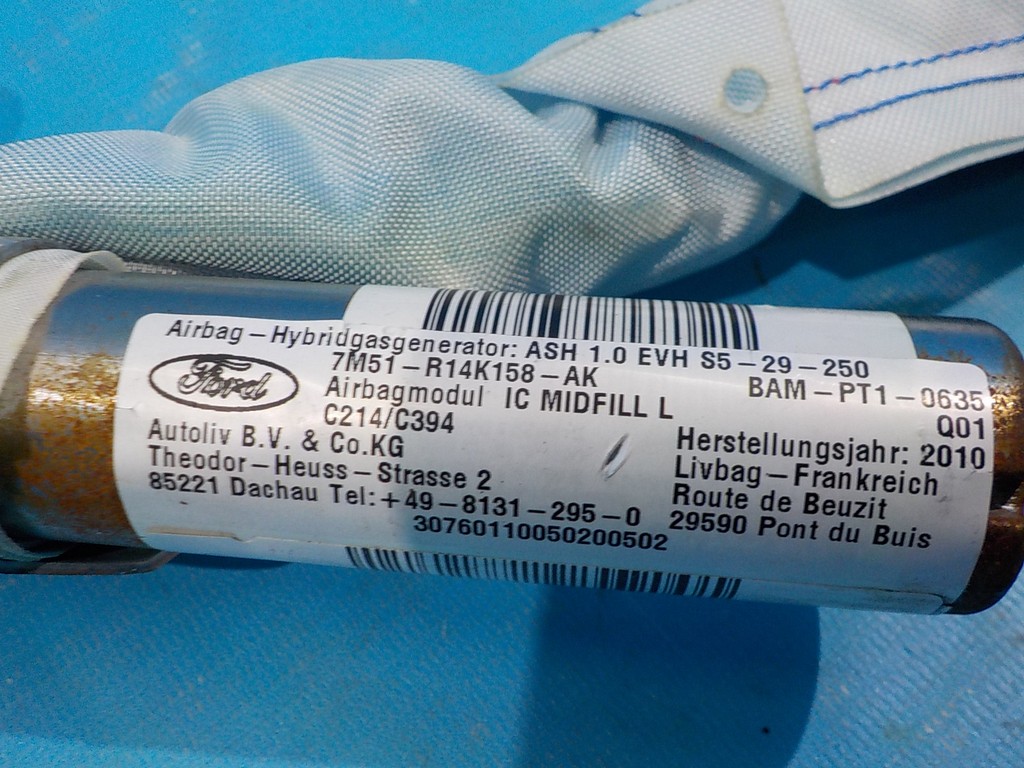 Airbag-Hybridgasgenerator: ASH 1.0 EVH S5-29-250
Ford
7M51-R14K158-AK
BAM-PT1-0635
Airbagmodul IC MIDFILL L
Q01
C214/C394
Herstellungsjahr: 2010
Autoliv B.V. & Co.KG
Livbag-Frankreich
Theodor-Heuss-Strasse 2
Route de Beuzit
85221 Dachau Tel:+49-8131-295-0
29590 Pont du Buis
30760110050200502